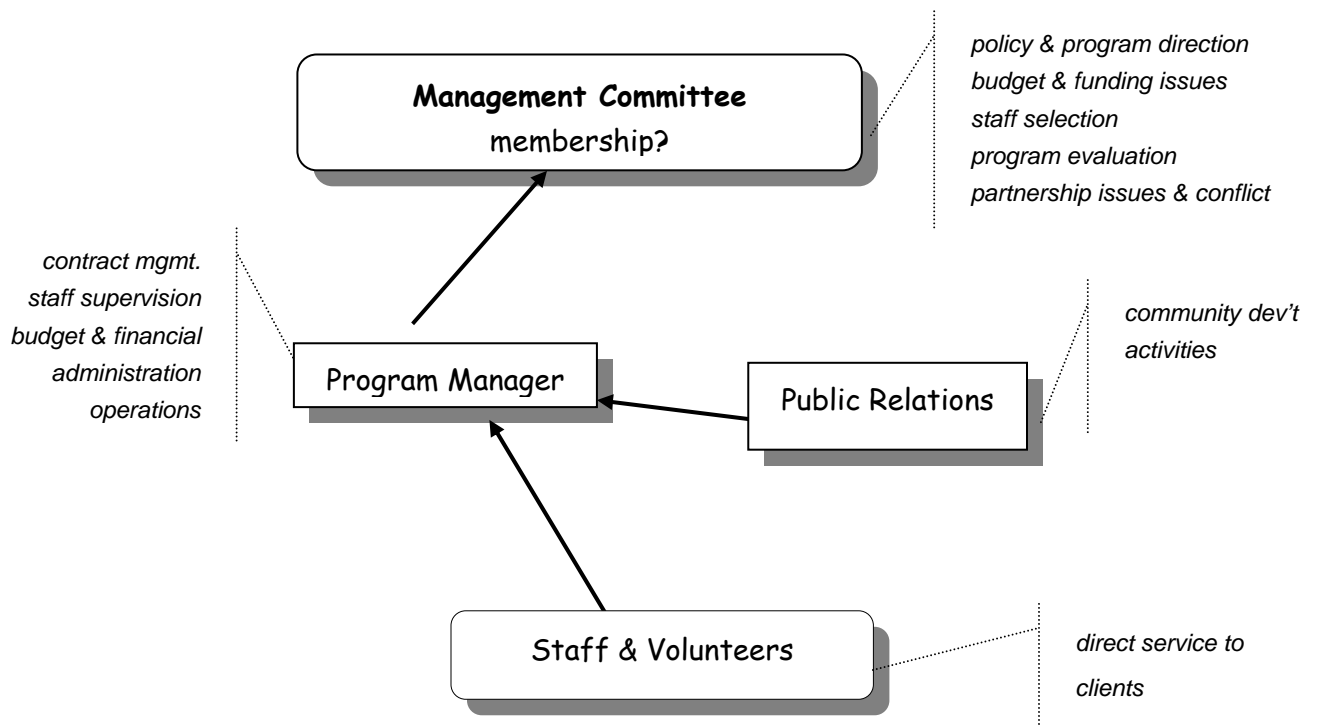 policy & program direction
budget & funding issues
staff selection
program evaluation
partnership issues & conflict
Management Committee
membership?
contract mgmt.
staff supervision
budget & financial
administration
operations
Program Manager
Public Relations
community dev't
activities
Staff & Volunteers
direct service to
clients